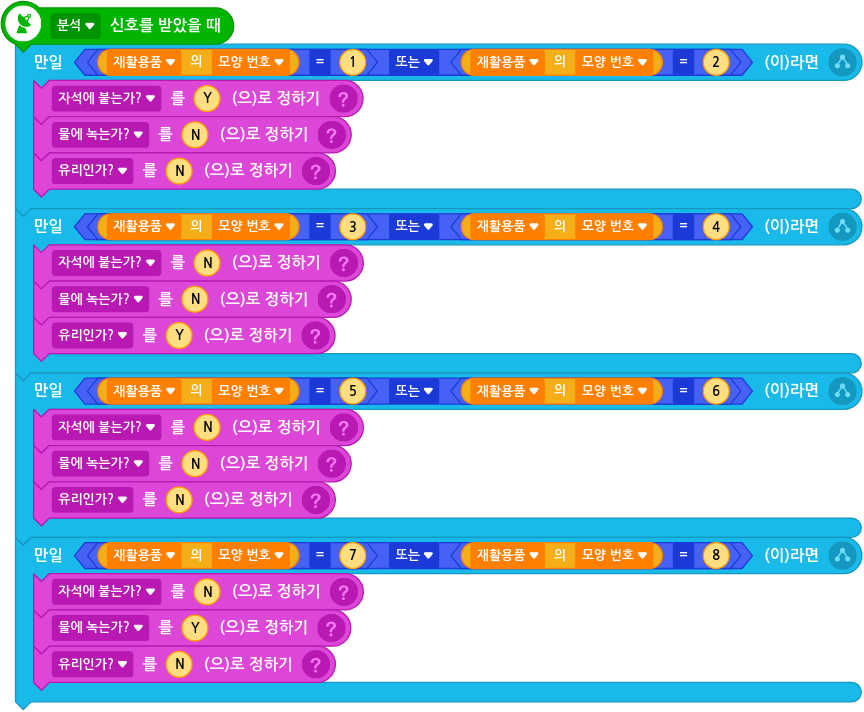 분석 신호를 받았을 때
만일 재활용품 의 모양 번호 = 1 또는 재활용품 의 모양 번호 = 2 (이)라면
자석에 붙는가? 를 Y (으)로 정하기 ?
물에 녹는가? 를 N (으)로 정하기 ?
유리인가? 를 N (으)로 정하기 ?
만일 재활용품 의 모양 번호 = 3 또는 재활용품 의 모양 번호 = 4 (이)라면
자석에 붙는가? 를 N (으)로 정하기 ?
물에 녹는가? 를 N (으)로 정하기 ?
유리인가? 를 Y (으)로 정하기 ?
만일 재활용품 의 모양 번호 = 5 또는 재활용품 의 모양 번호 = 6 (이)라면
자석에 붙는가? 를 N (으)로 정하기 ?
물에 녹는가? 를 N (으)로 정하기 ?
유리인가? 를 N (으)로 정하기 ?
만일 재활용품 의 모양 번호 = 7 또는 재활용품 의 모양 번호 = 8 (이)라면
자석에 붙는가? 를 N (으)로 정하기 ?
물에 녹는가? 를 Y (으)로 정하기 ?
유리인가? 를 N (으)로 정하기 ?